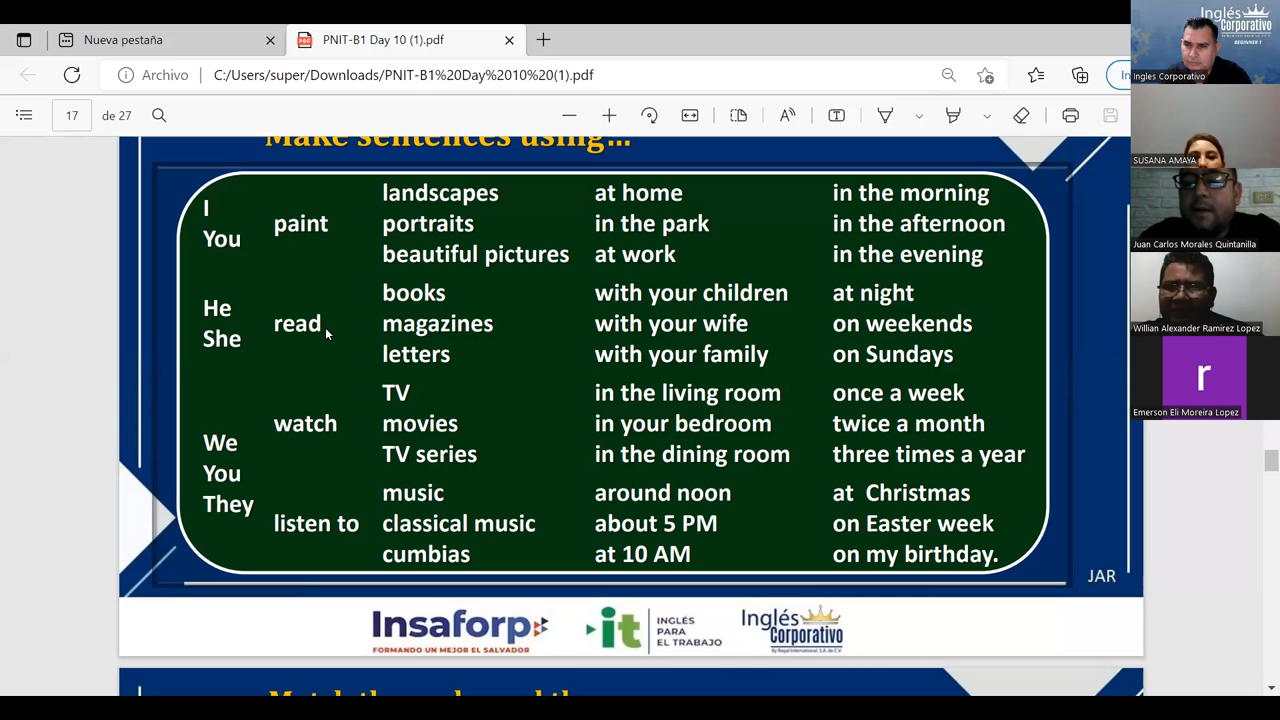 Nueva pestaña
PNIT-B1 Day 10 (1).pdf
Archivo
C:/Users/super/Downloads/PNIT-B1%20Day%2010%20(1).pdf
17 de 27
Make sentences using...
I
You
paint
landscapes at home in the morning
portraits in the park in the afternoon
beautiful pictures at work in the evening
He
She
read
books with your children at night
magazines with your wife on weekends
letters with your family on Sundays
We
You
They
watch
TV in the living room once a week
movies in your bedroom twice a month
TV series in the dining room three times a year
listen to
music around noon at Christmas
classical music about 5 PM on Easter week
cumbias at 10 AM on my birthday.
JAR
Insaforp
FORMANDO UN MEJOR EL SALVADOR
it
INGLÉS
PARA
EL TRABAJO
Inglés
Corporativo
By Regal International, S.A. de C.V.
Inglés
Corporativo
BEGINNER 1
Ingles Corporativo
SUSANA AMAYA
Juan Carlos Morales Quintanilla
Willian Alexander Ramirez Lopez
r
Emerson Eli Moreira Lopez